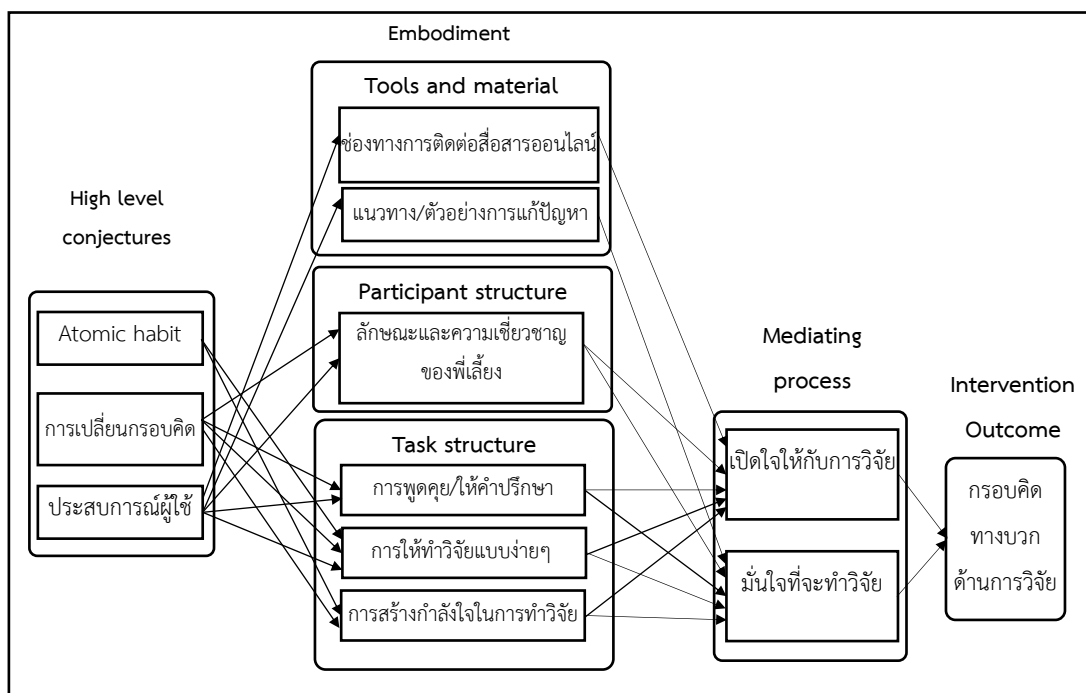 Embodiment
Tools and material
ช่องทางการติดต่อสื่อสารออนไลน์
แนวทาง/ตัวอย่างการแก้ปัญหา
High level
conjectures
Atomic habit
การเปลี่ยนกรอบคิด
ประสบการณ์ผู้ใช้
Participant structure
ลักษณะและความเชี่ยวชาญ
ของพี่เลี้ยง
Task structure
การพูดคุย/ให้คำปรึกษา
การให้ทำวิจัยแบบง่ายๆ
การสร้างกำลังใจในการทำวิจัย
Mediating
process
เปิดใจให้กับการวิจัย
มั่นใจที่จะทำวิจัย
Intervention
Outcome
กรอบคิด
ทางบวก
ด้านการวิจัย